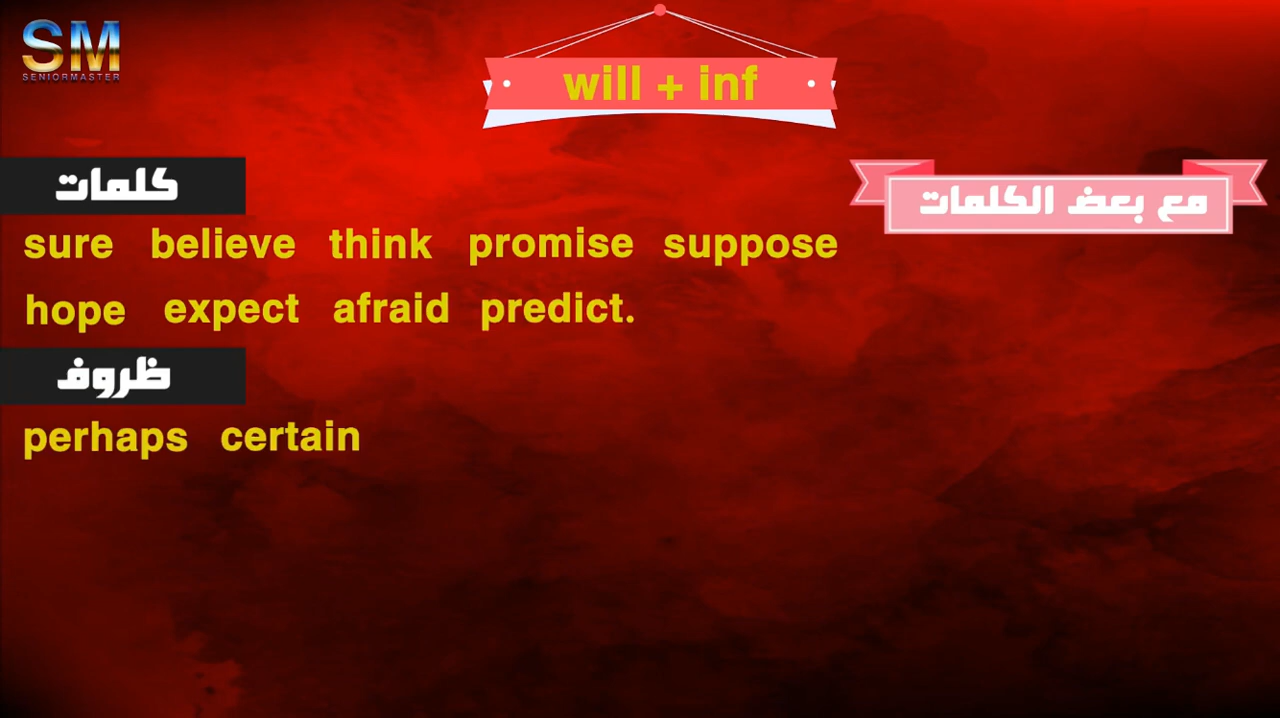 SM
SENIORMASTER
will + inf
مع بعض الكلمات
كلمات
sure believe think promise suppose
hope expect afraid predict.
ظروف
perhaps certain